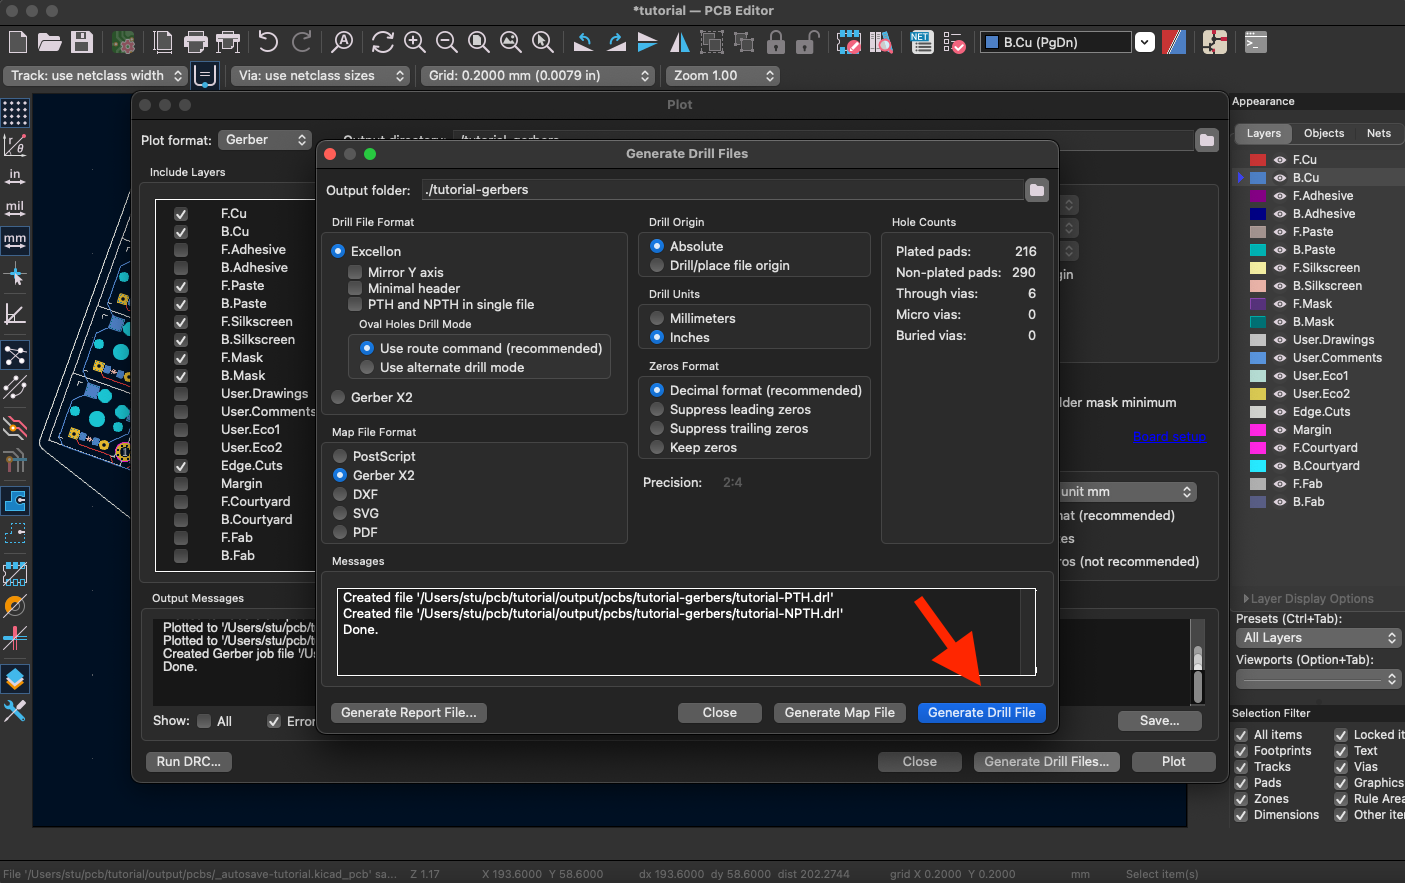 *tutorial — PCB Editor
NET
B.Cu (PgDn)
Track: use netclass width
Via: use netclass sizes
Grid: 0.2000 mm (0.0079 in)
Zoom 1.00
in
mil
mm
Plot
Plot format: Gerber
Output directory: ./tutorial-gerbers
Include Layers
F.Cu
B.Cu
F.Adhesive
B.Adhesive
F.Paste
B.Paste
F.Silkscreen
B.Silkscreen
F.Mask
B.Mask
User.Drawings
User.Comments
User.Eco1
User.Eco2
Edge.Cuts
Margin
F.Courtyard
B.Courtyard
F.Fab
B.Fab
gin
lder mask minimum
Board setup
unit mm
nat (recommended)
es
ros (not recommended)
Output Messages
Plotted to '/Users/stu/pcb/t
Plotted to '/Users/stu/pcb/t
Created Gerber job file '/Us
Done.
Show: All Error
Save...
Run DRC...
Close
Generate Drill Files...
Plot
Generate Drill Files
Output folder: ./tutorial-gerbers
Drill File Format
Excellon
Mirror Y axis
Minimal header
PTH and NPTH in single file
Oval Holes Drill Mode
Use route command (recommended)
Use alternate drill mode
Gerber X2
Map File Format
PostScript
Gerber X2
DXF
SVG
PDF
Drill Origin
Absolute
Drill/place file origin
Drill Units
Millimeters
Inches
Zeros Format
Decimal format (recommended)
Suppress leading zeros
Suppress trailing zeros
Keep zeros
Precision: 2:4
Hole Counts
Plated pads: 216
Non-plated pads: 290
Through vias: 6
Micro vias: 0
Buried vias: 0
Messages
Created file '/Users/stu/pcb/tutorial/output/pcbs/tutorial-gerbers/tutorial-PTH.drl'
Created file '/Users/stu/pcb/tutorial/output/pcbs/tutorial-gerbers/tutorial-NPTH.drl'
Done.
Generate Report File...
Close
Generate Map File
Generate Drill File
Appearance
Layers Objects Nets
F.Cu
B.Cu
F.Adhesive
B.Adhesive
F.Paste
B.Paste
F.Silkscreen
B.Silkscreen
F.Mask
B.Mask
User.Drawings
User.Comments
User.Eco1
User.Eco2
Edge.Cuts
Margin
F.Courtyard
B.Courtyard
F.Fab
B.Fab
Layer Display Options
Presets (Ctrl+Tab):
All Layers
Viewports (Option+Tab):
Selection Filter
All items Locked it
Footprints Text
Tracks Vias
Pads Graphics
Zones Rule Area
Dimensions Other ite
File '/Users/stu/pcb/tutorial/output/pcbs/_autosave-tutorial.kicad_pcb' sa... Z 1.17 X 193.6000 Y 58.6000 dx 193.6000 dy 58.6000 dist 202.2744 grid X 0.2000 Y 0.2000 mm Select item(s)